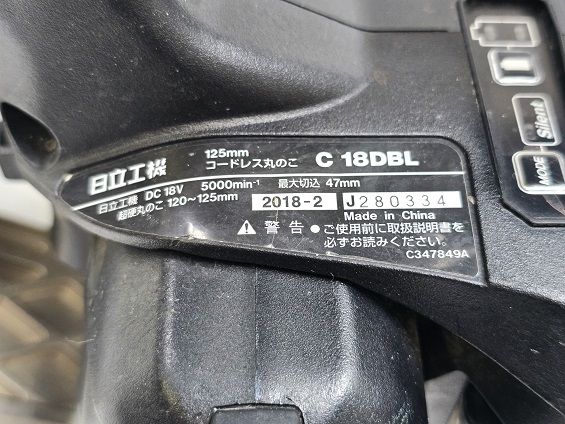 Silent
MODE
日立工機
125mm
コードレス丸のこ C 18DBL
日立工機 DC 18V 5000min⁻¹ 最大切込 47mm
超硬丸のこ 120～125mm 2018-2 J280334
Made in China
⚠ 警告 ●ご使用前に取扱説明書を
必ずお読みください。
C347849A